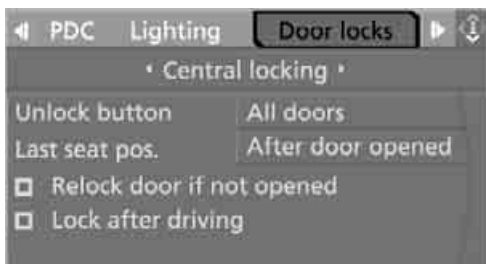 PDC Lighting Door locks
Central locking
Unlock button All doors
Last seat pos. After door opened
Relock door if not opened
Lock after driving